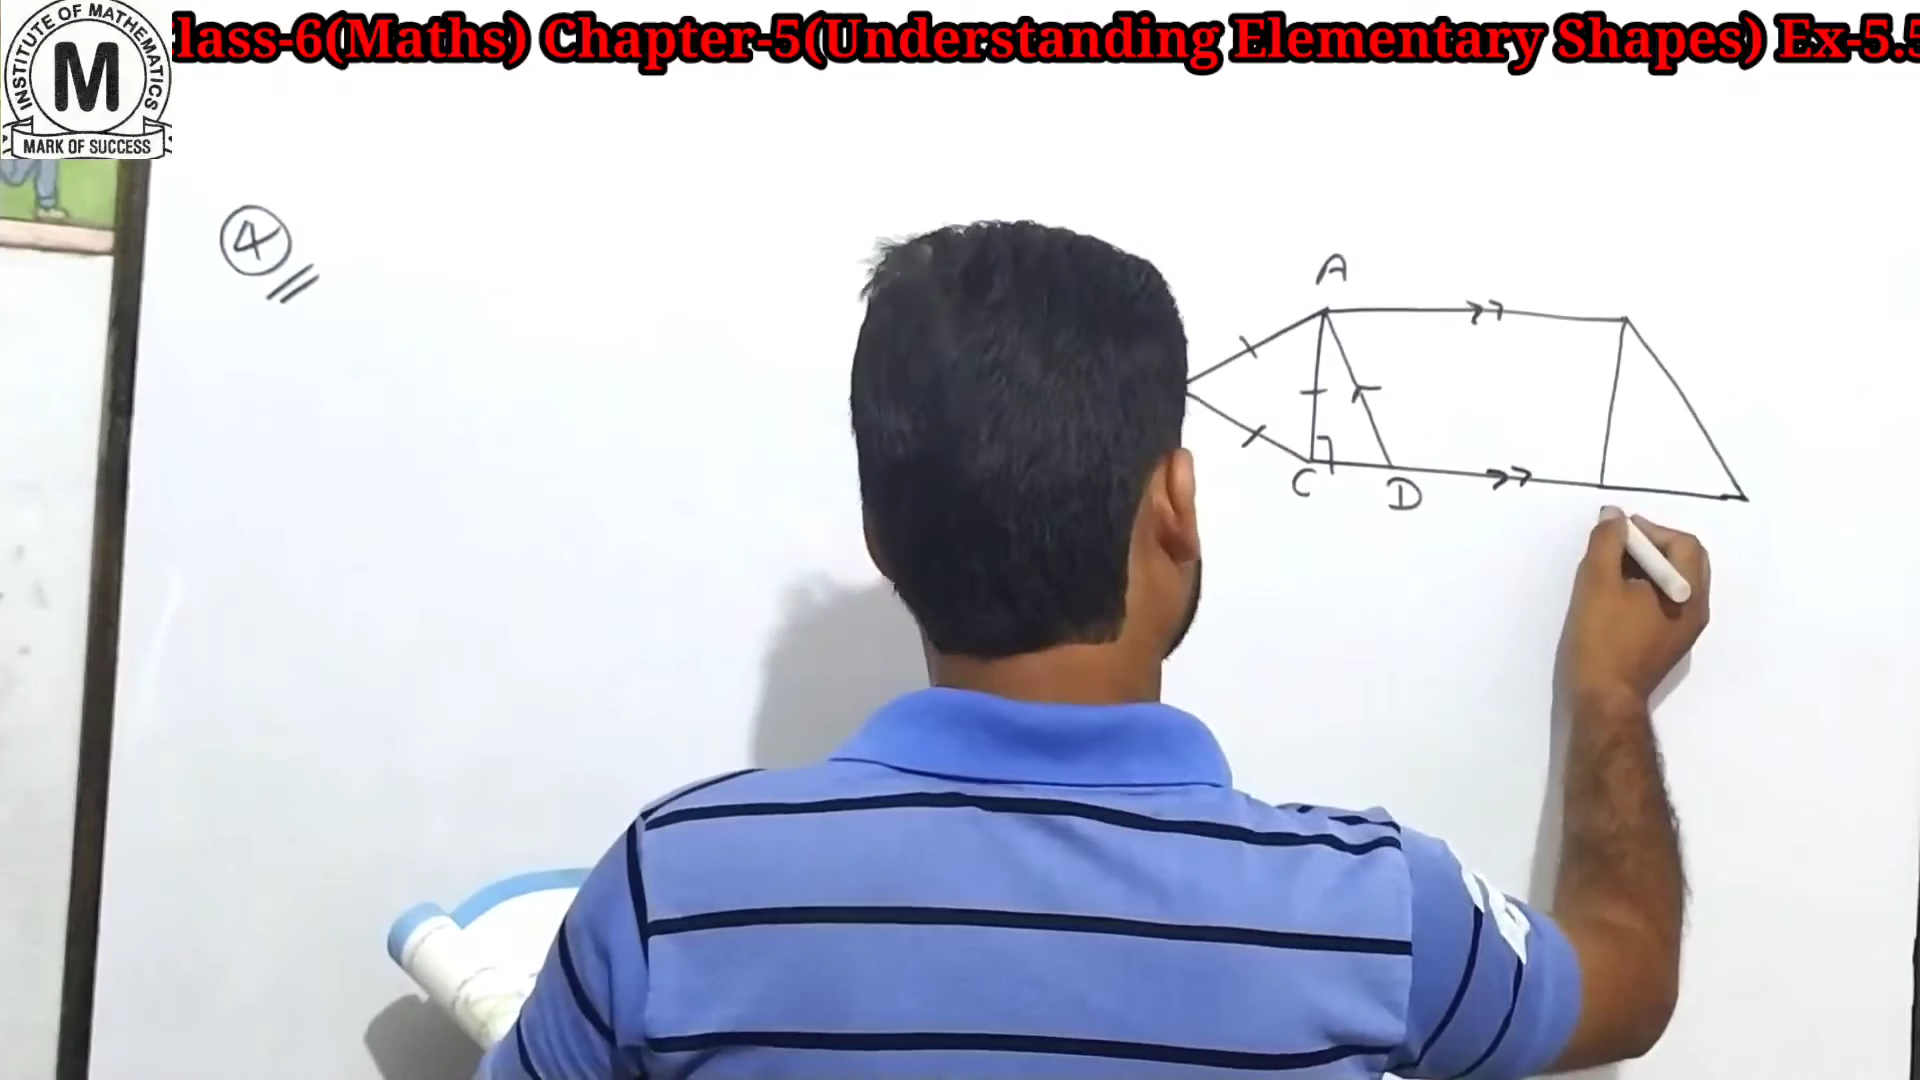 lass-6(Maths) Chapter-5(Understanding Elementary Shapes) Ex-5.5
INSTITUTE OF MATHEMATICS
M
MARK OF SUCCESS
4
A
C
D